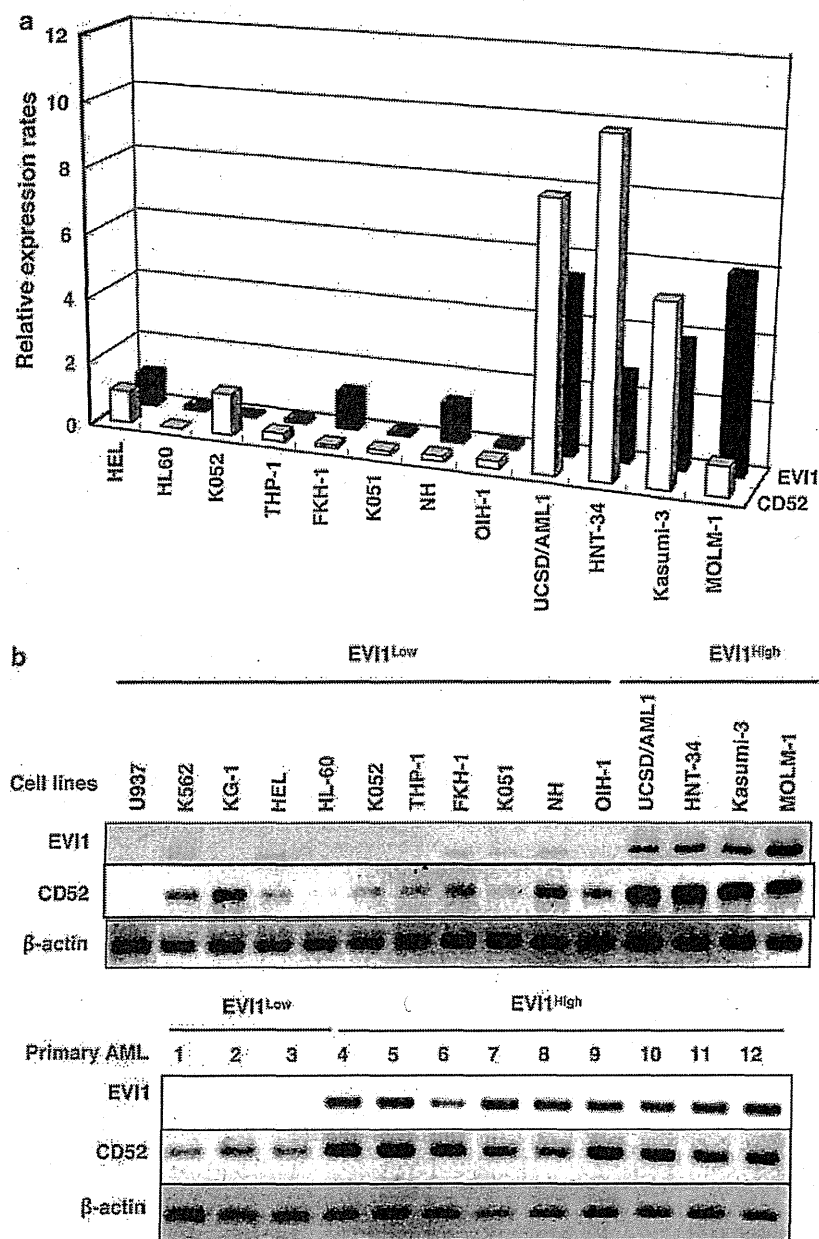 a
12
10
8
6
4
2
0
Relative expression rates
HEL
HL60
K052
THP-1
FKH-1
K051
NH
OIH-1
UCSD/AML1
HNT-34
Kasumi-3
MOLM-1
EVI1
CD52
b
EVI1Low EVI1High
Cell lines U937 K562 KG-1 HEL HL-60 K052 THP-1 FKH-1 K051 NH OIH-1 UCSD/AML1 HNT-34 Kasumi-3 MOLM-1
EVI1
CD52
β-actin
EVI1Low EVI1High
Primary AML 1 2 3 4 5 6 7 8 9 10 11 12
EVI1
CD52
β-actin